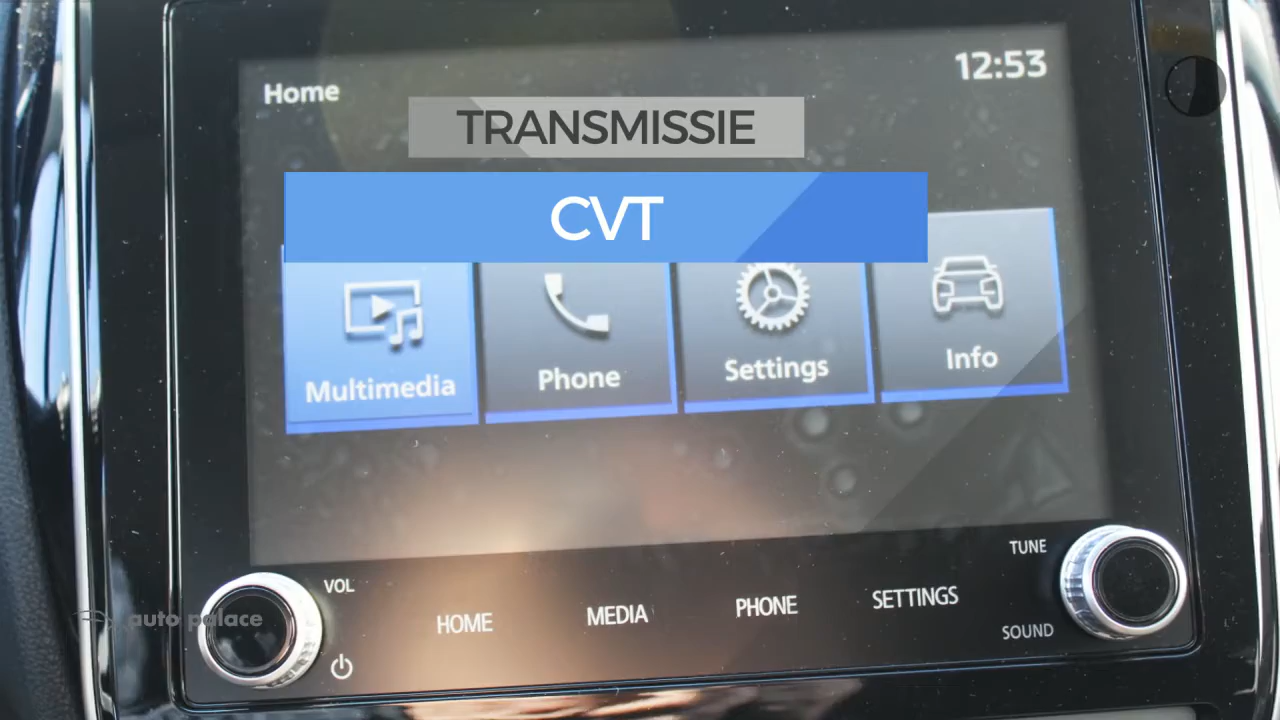 Home
12:53
TRANSMISSIE
CVT
Multimedia
Phone
Settings
Info
VOL
HOME
MEDIA
PHONE
SETTINGS
TUNE
SOUND
auto palace